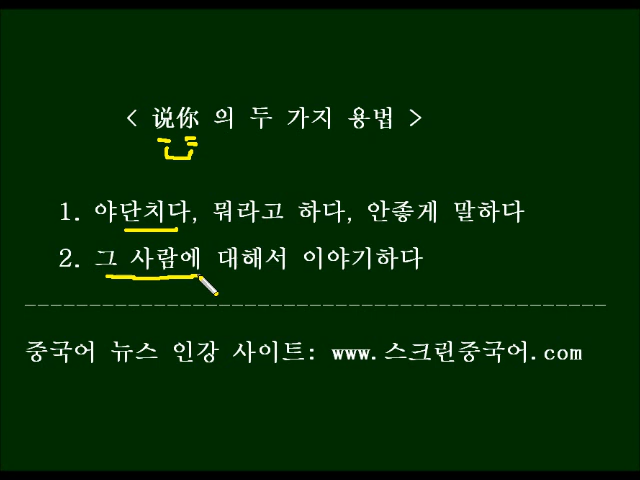 < 说你 의 두 가지 용법 >
1. 야단치다, 뭐라고 하다, 안좋게 말하다
2. 그 사람에 대해서 이야기하다
중국어 뉴스 인강 사이트: www.스크린중국어.com